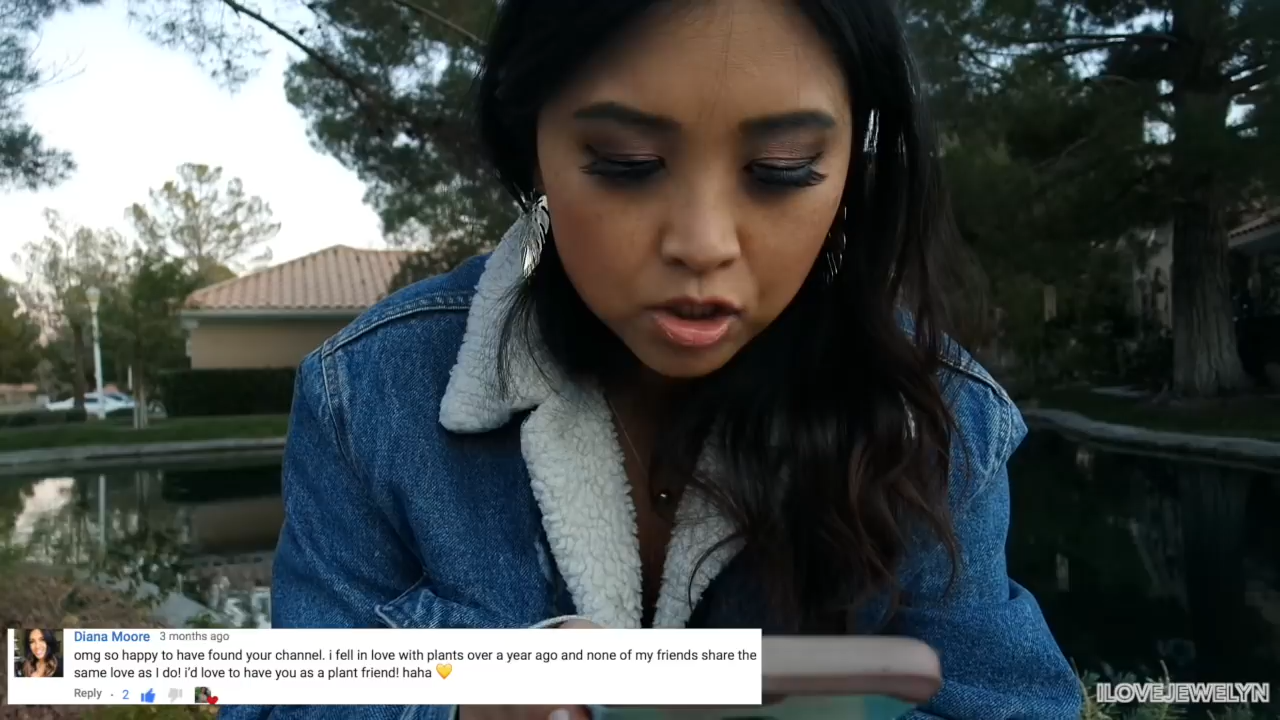 Diana Moore 3 months ago
omg so happy to have found your channel. i fell in love with plants over a year ago and none of my friends share the
same love as I do! i'd love to have you as a plant friend! haha 💛
Reply · 2
ILOVEJEWELYN